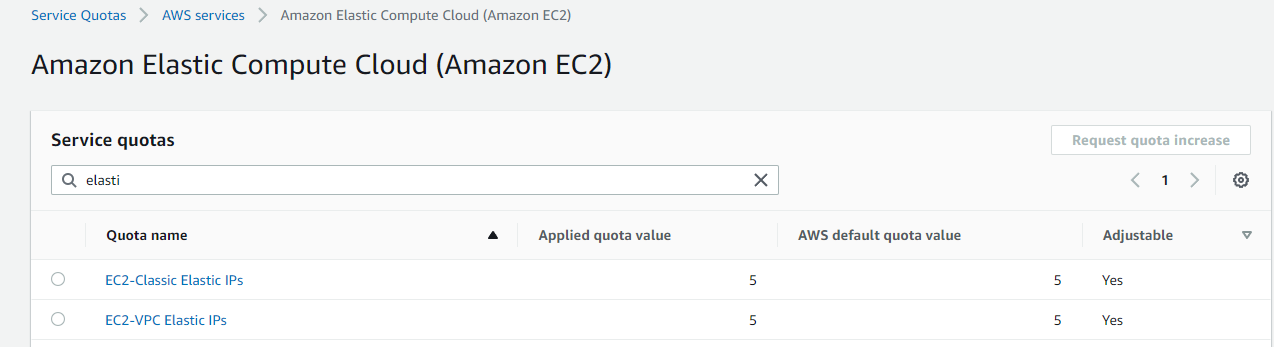 Service Quotas > AWS services > Amazon Elastic Compute Cloud (Amazon EC2)
Amazon Elastic Compute Cloud (Amazon EC2)
Service quotas Request quota increase
elasti 1
Quota name Applied quota value AWS default quota value Adjustable
EC2-Classic Elastic IPs 5 5 Yes
EC2-VPC Elastic IPs 5 5 Yes